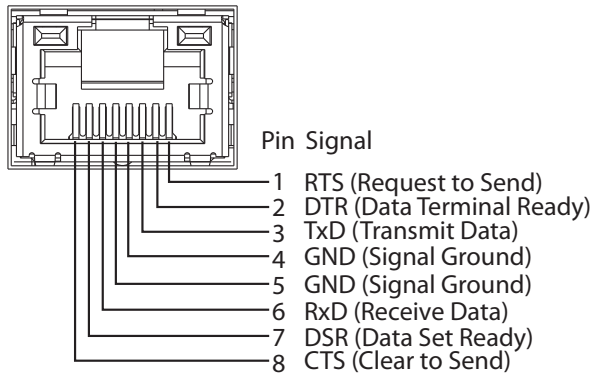 Pin Signal
1 RTS (Request to Send)
2 DTR (Data Terminal Ready)
3 TxD (Transmit Data)
4 GND (Signal Ground)
5 GND (Signal Ground)
6 RxD (Receive Data)
7 DSR (Data Set Ready)
8 CTS (Clear to Send)